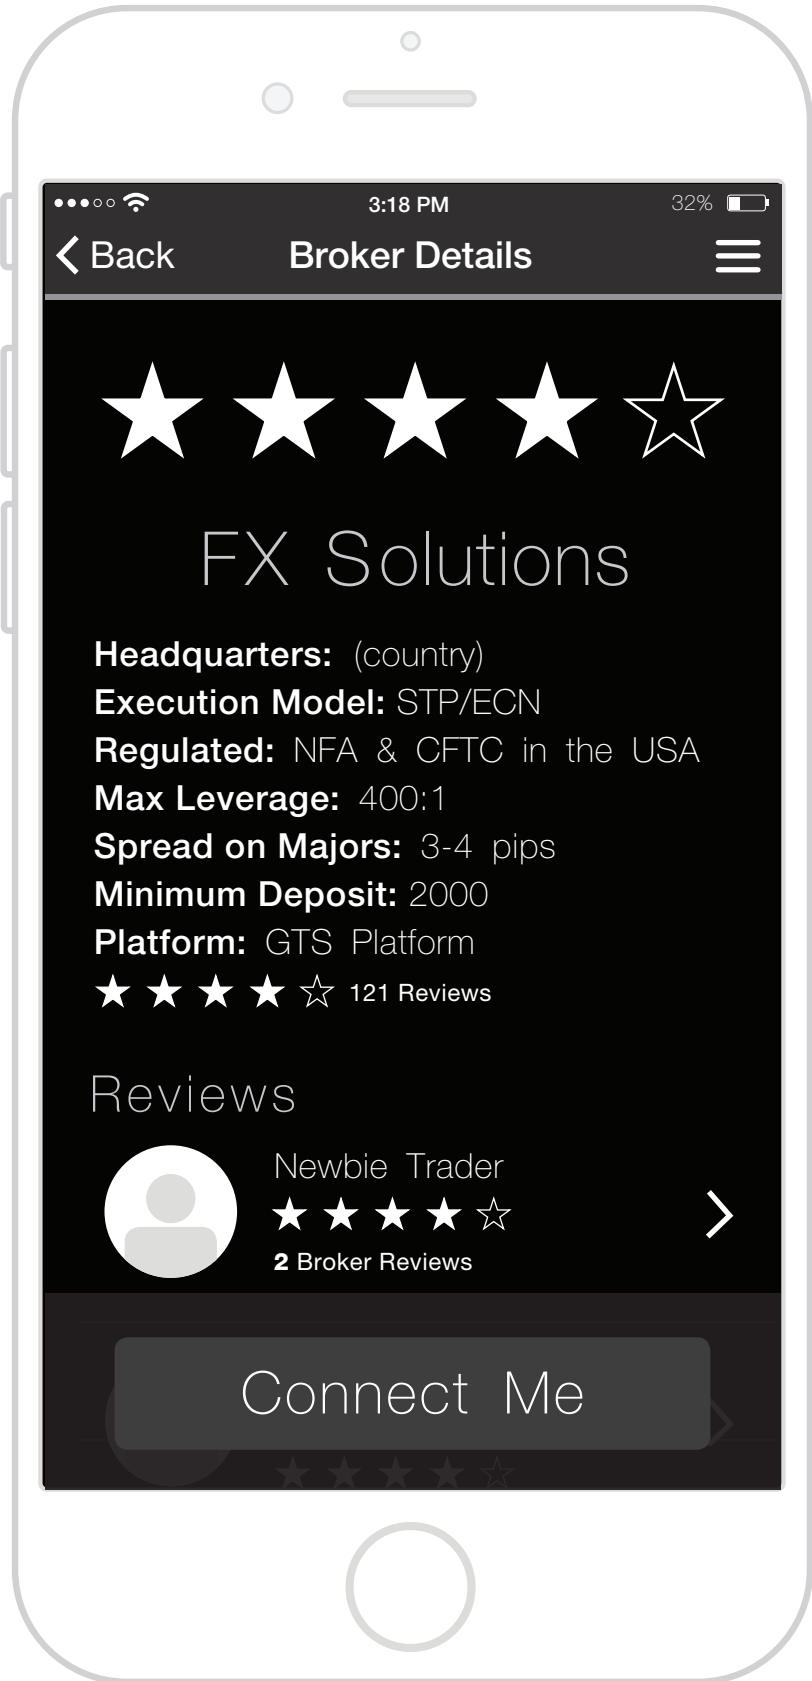 3:18 PM
32%
Back
Broker Details
FX Solutions
Headquarters: (country)
Execution Model: STP/ECN
Regulated: NFA & CFTC in the USA
Max Leverage: 400:1
Spread on Majors: 3-4 pips
Minimum Deposit: 2000
Platform: GTS Platform
121 Reviews
Reviews
Newbie Trader
2 Broker Reviews
Connect Me